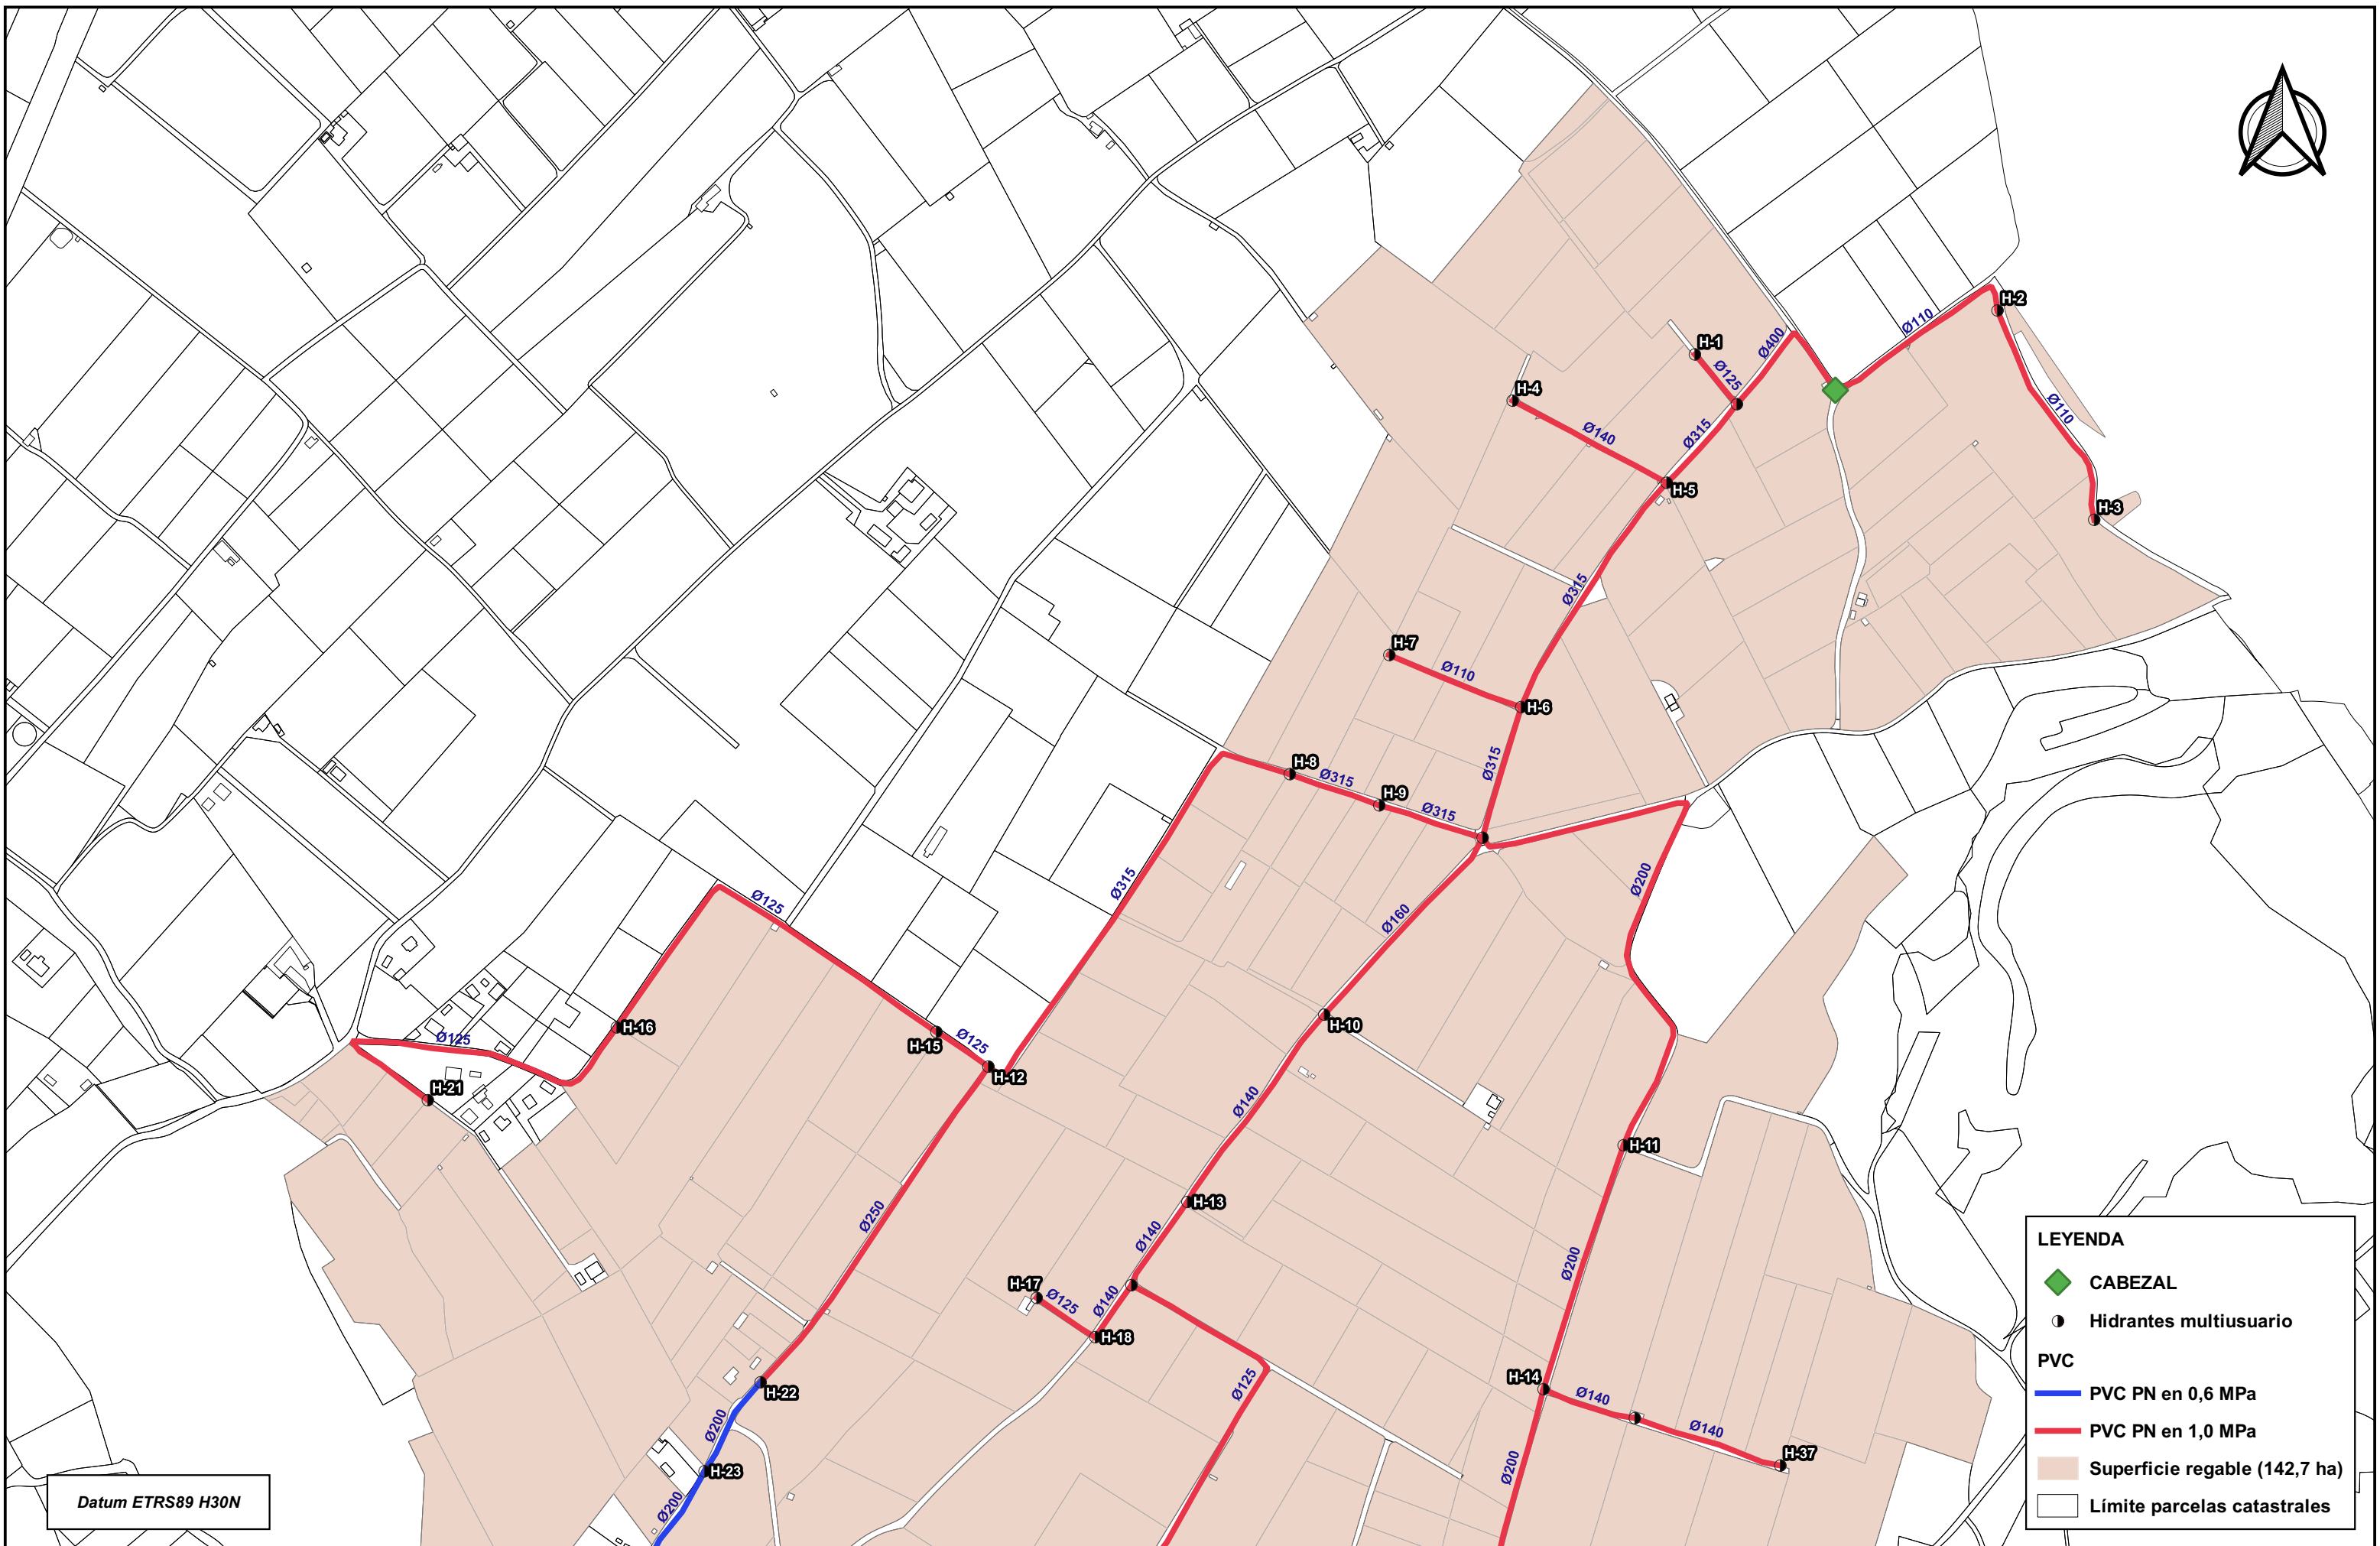 H-2
Ø110
Ø400
H-1
Ø125
H-4
Ø110
Ø140
Ø315
H-5
H-3
Ø315
H-7
Ø110
H-6
Ø315
H-8
Ø315
H-9
Ø315
Ø315
Ø200
Ø125
Ø160
H-16
H-10
Ø125
Ø125
H-15
H-12
H-21
Ø140
H-11
H-13
Ø250
Ø140
Ø200
H-17
Ø125
Ø140
H-18
H-14
Ø125
H-22
Ø140
Ø200
Ø140
H-37
H-23
Ø200
Ø200
LEYENDA
CABEZAL
Hidrantes multiusuario
PVC
PVC PN en 0,6 MPa
PVC PN en 1,0 MPa
Superficie regable (142,7 ha)
Límite parcelas catastrales
Datum ETRS89 H30N